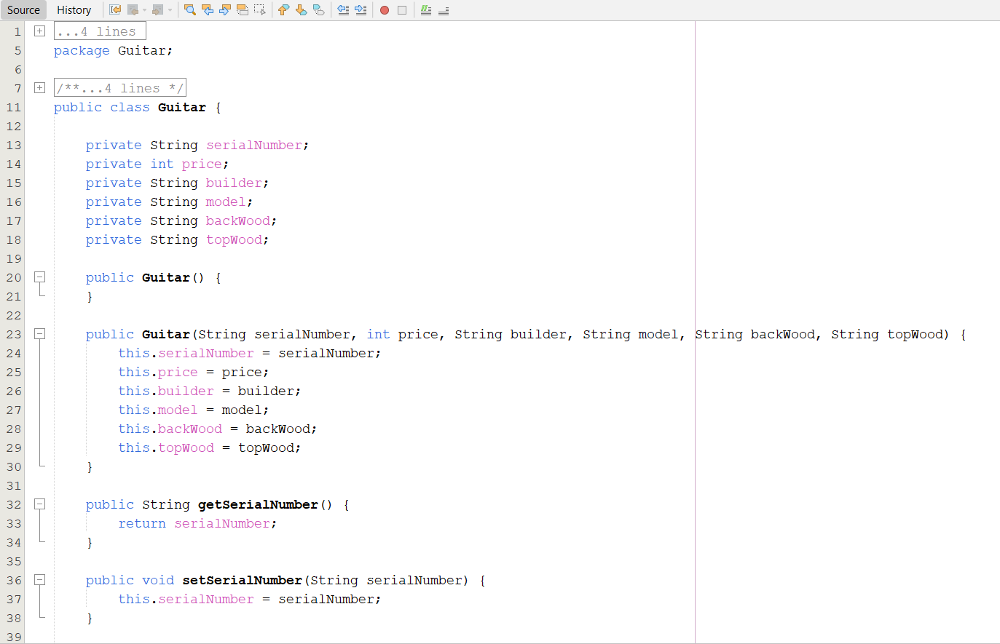 Source History
1 ...4 lines
5 package Guitar;
6
7 /**...4 lines */
11 public class Guitar {
12
13 private String serialNumber;
14 private int price;
15 private String builder;
16 private String model;
17 private String backWood;
18 private String topWood;
19
20 public Guitar() {
21 }
22
23 public Guitar(String serialNumber, int price, String builder, String model, String backWood, String topWood) {
24 this.serialNumber = serialNumber;
25 this.price = price;
26 this.builder = builder;
27 this.model = model;
28 this.backWood = backWood;
29 this.topWood = topWood;
30 }
31
32 public String getSerialNumber() {
33 return serialNumber;
34 }
35
36 public void setSerialNumber(String serialNumber) {
37 this.serialNumber = serialNumber;
38 }
39